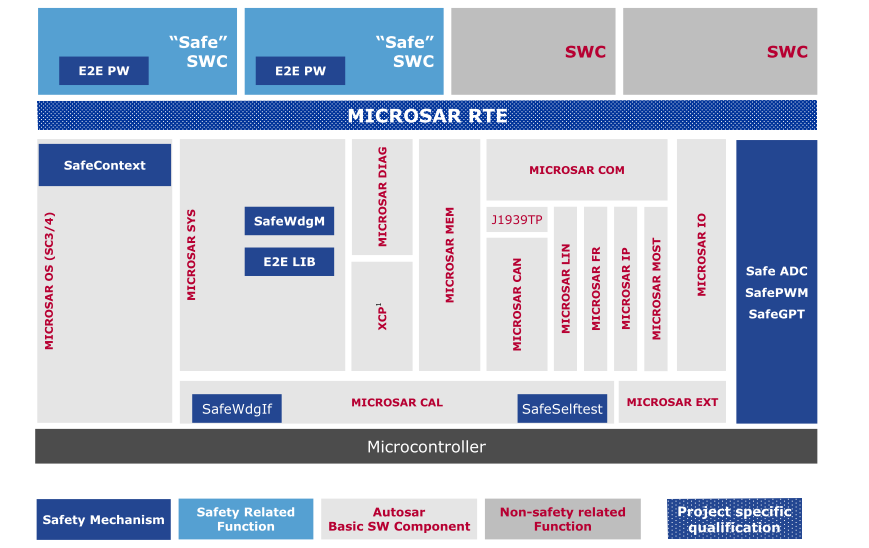 “Safe”
SWC
E2E PW
“Safe”
SWC
E2E PW
SWC
SWC
MICROSAR RTE
SafeContext
MICROSAR OS (SC3/4)
MICROSAR SYS
SafeWdgM
E2E LIB
MICROSAR DIAG
XCP1
MICROSAR MEM
MICROSAR COM
J1939TP
MICROSAR CAN
MICROSAR LIN
MICROSAR FR
MICROSAR IP
MICROSAR MOST
MICROSAR IO
Safe ADC
SafePWM
SafeGPT
SafeWdgIf
MICROSAR CAL
SafeSelftest
MICROSAR EXT
Microcontroller
Safety Mechanism
Safety Related
Function
Autosar
Basic SW Component
Non-safety related
Function
Project specific
qualification